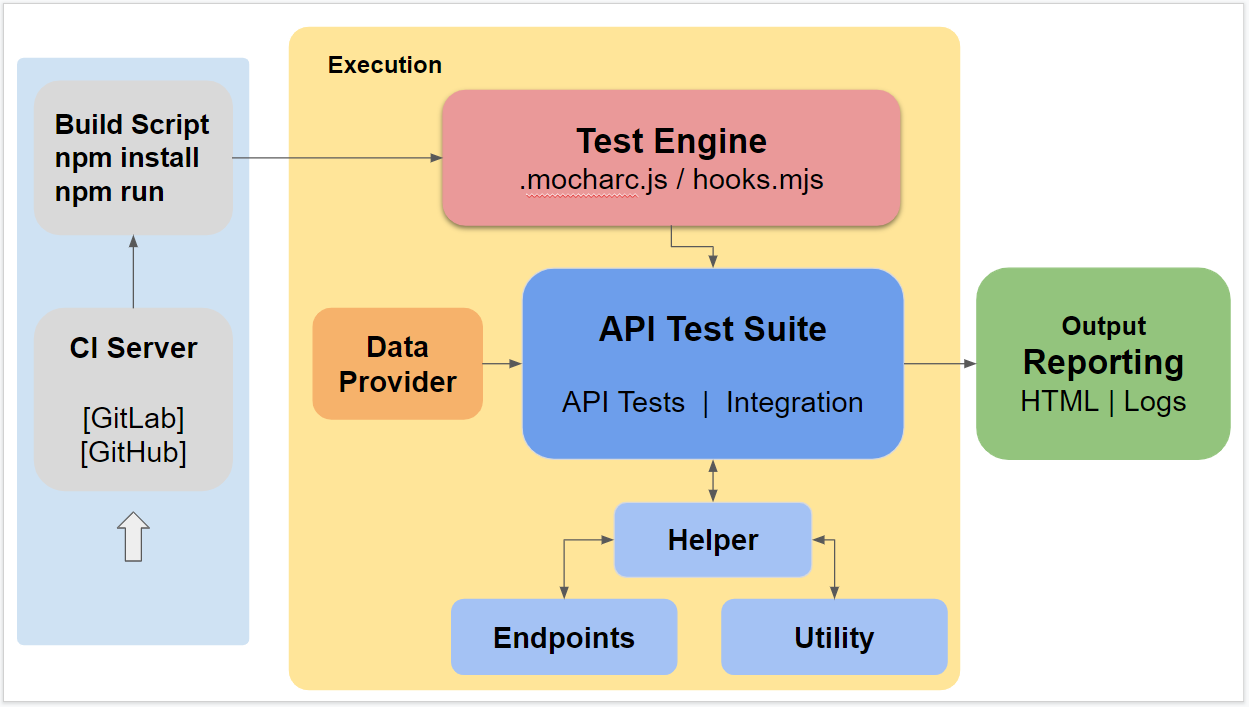 Execution
Build Script
npm install
npm run
Test Engine
.mocharc.js / hooks.mjs
CI Server
[GitLab]
[GitHub]
Data
Provider
API Test Suite
API Tests | Integration
Output
Reporting
HTML | Logs
Helper
Endpoints
Utility